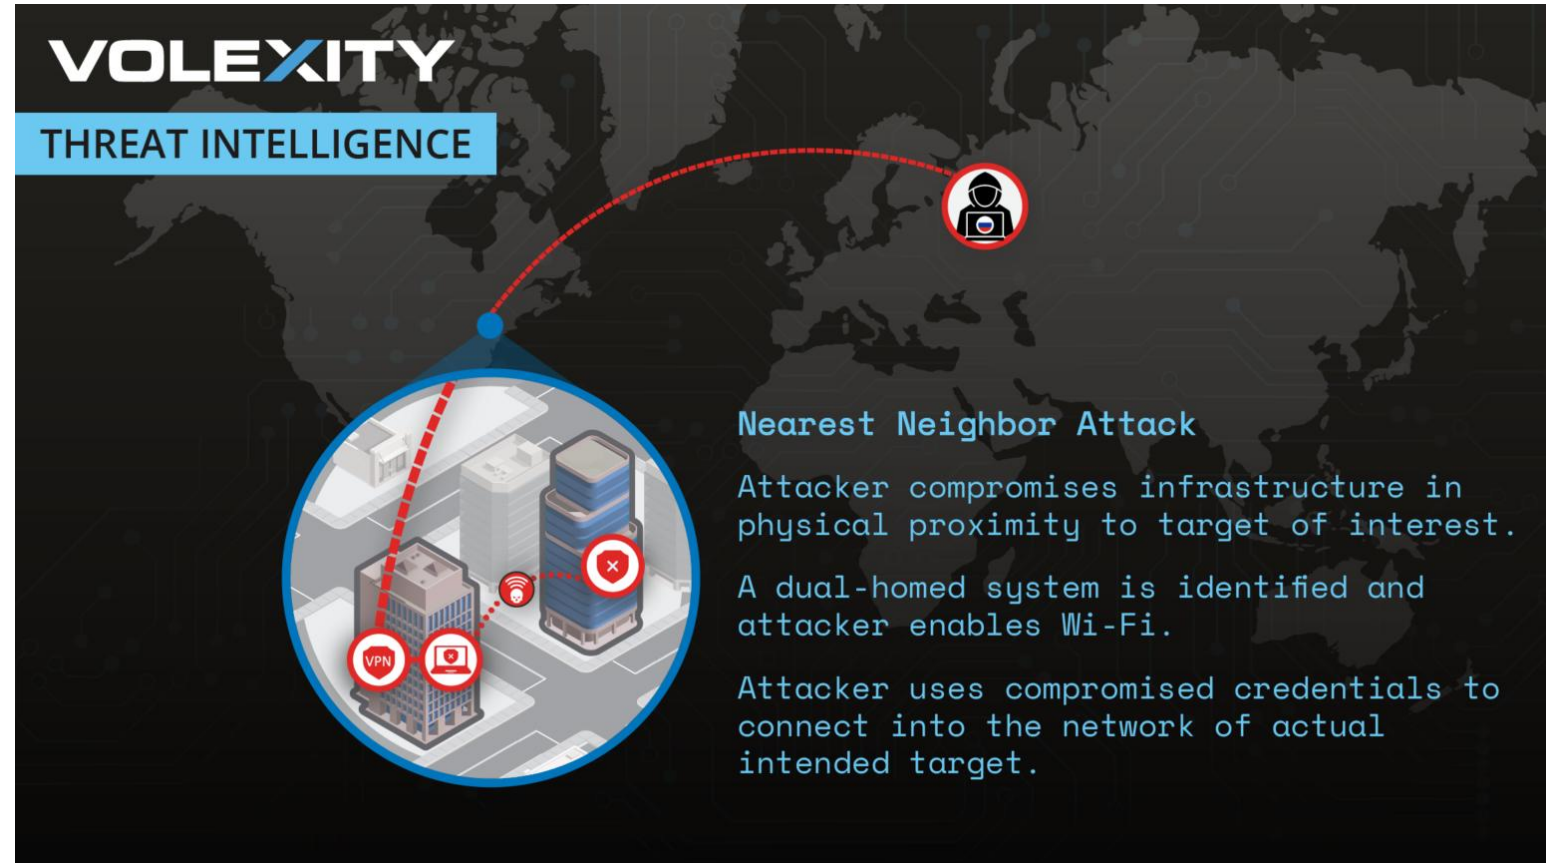 VOLEXITY
THREAT INTELLIGENCE
Nearest Neighbor Attack
Attacker compromises infrastructure in
physical proximity to target of interest.
A dual-homed system is identified and
attacker enables Wi-Fi.
Attacker uses compromised credentials to
connect into the network of actual
intended target.
VPN